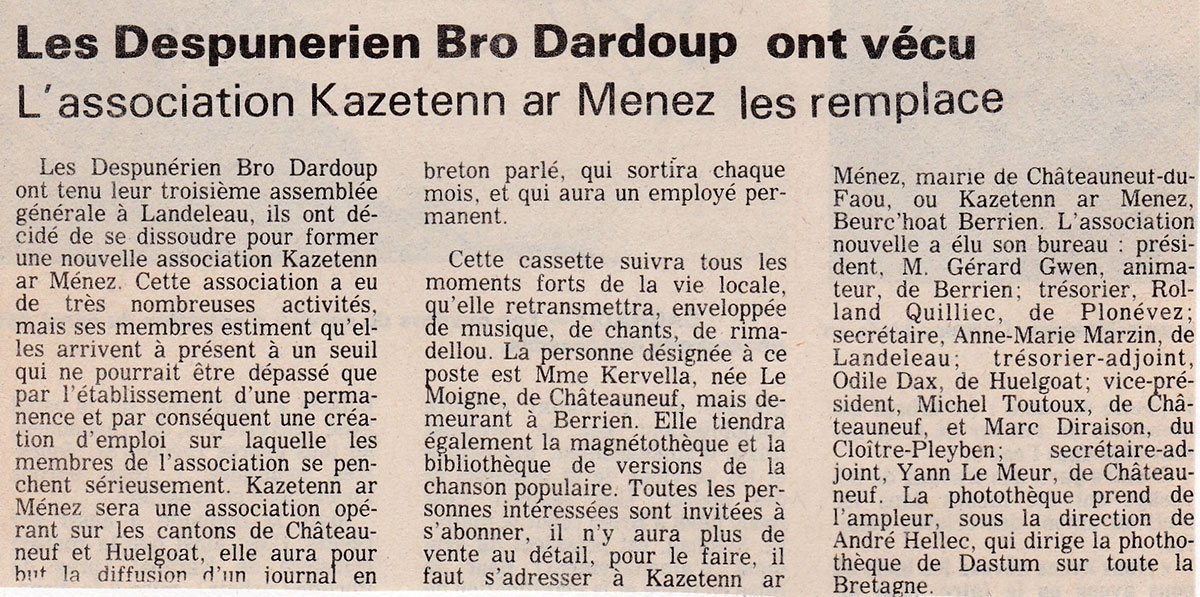 Les Despunerien Bro Dardoup ont vécu
L'association Kazetenn ar Menez les remplace
Les Despunérien Bro Dardoup
ont tenu leur troisième assemblée
générale à Landeleau, ils ont dé-
cidé de se dissoudre pour former
une nouvelle association Kazetenn
ar Ménez. Cette association a eu
de très nombreuses activités,
mais ses membres estiment qu'el-
les arrivent à présent à un seuil
qui ne pourrait être dépassé que
par l'établissement d'une perma-
nence et par conséquent une créa-
tion d'emploi sur laquelle les
membres de l'association se pen-
chent sérieusement. Kazetenn ar
Ménez sera une association opé-
rant sur les cantons de Château-
neuf et Huelgoat, elle aura pour
but la diffusion d'un journal en
breton parlé, qui sortira chaque
mois, et qui aura un employé per-
manent.
Cette cassette suivra tous les
moments forts de la vie locale,
qu'elle retransmettra, enveloppée
de musique, de chants, de rima-
dellou. La personne désignée à ce
poste est Mme Kervella, née Le
Moigne, de Châteauneuf, mais de-
meurant à Berrien. Elle tiendra
également la magnétothèque et la
bibliothèque de versions de la
chanson populaire. Toutes les per-
sonnes intéressées sont invitées à
s'abonner, il n'y aura plus de
vente au détail, pour le faire, il
faut s'adresser à Kazetenn ar
Ménez, mairie de Châteauneuf-du-
Faou, ou Kazetenn ar Menez,
Beurc'hoat Berrien. L'association
nouvelle a élu son bureau : prési-
dent, M. Gérard Gwen, anima-
teur, de Berrien; trésorier, Rol-
land Quilliec, de Plonévez;
secrétaire, Anne-Marie Marzin, de
Landeleau; trésorier-adjoint,
Odile Dax, de Huelgoat; vice-pré-
sident, Michel Toutoux, de Châ-
teauneuf, et Marc Diraison, du
Cloître-Pleyben; secrétaire-ad-
joint, Yann Le Meur, de Château-
neuf. La photothèque prend de
l'ampleur, sous la direction de
André Hellec, qui dirige la photho-
thèque de Dastum sur toute la
Bretagne.